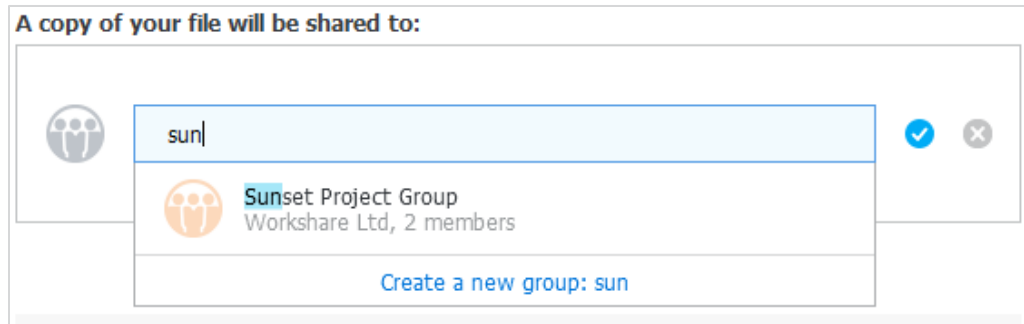 A copy of your file will be shared to:
sun
Sunset Project Group
Workshare Ltd, 2 members
Create a new group: sun